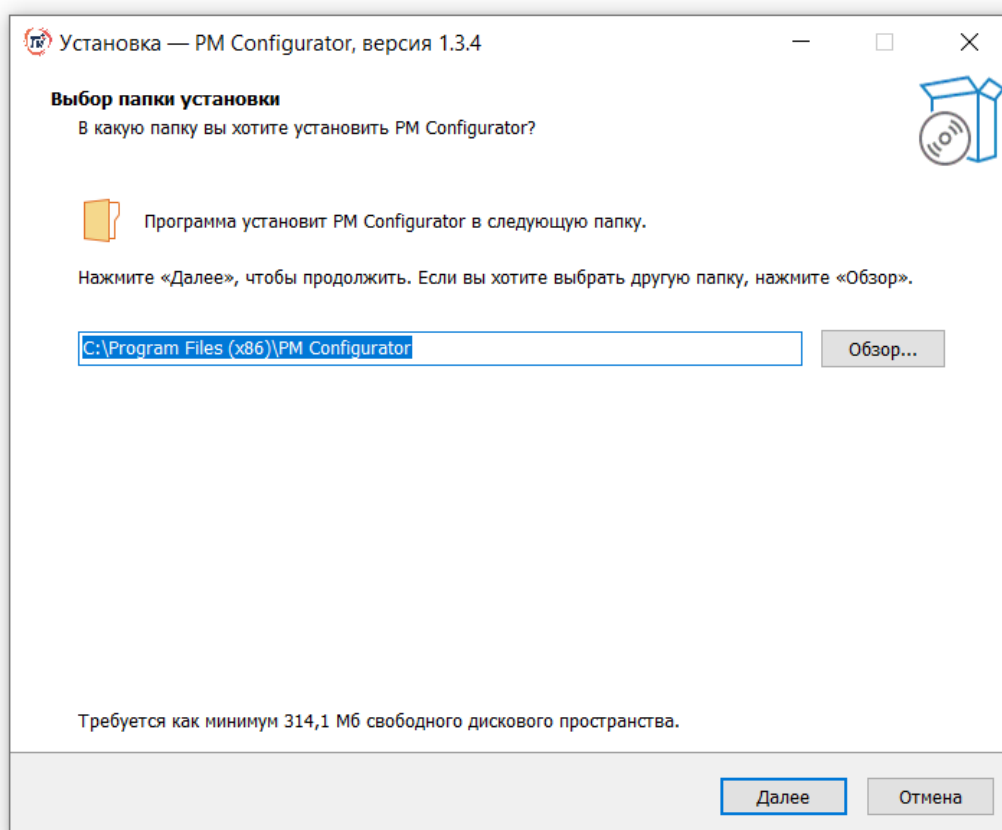 Установка — PM Configurator, версия 1.3.4
Выбор папки установки
В какую папку вы хотите установить PM Configurator?
Программа установит PM Configurator в следующую папку.
Нажмите «Далее», чтобы продолжить. Если вы хотите выбрать другую папку, нажмите «Обзор».
C:\Program Files (x86)\PM Configurator
Обзор...
Требуется как минимум 314,1 Мб свободного дискового пространства.
Далее
Отмена